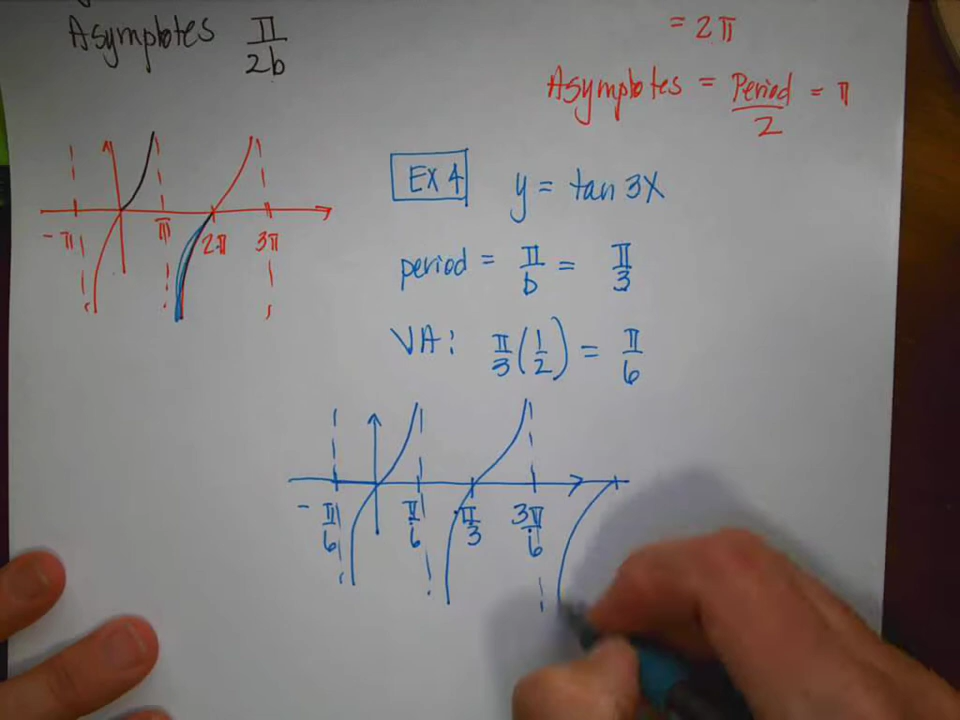 Asymptotes π/2b
= 2π
Asymptotes = Period/2 = π
-π π 2π 3π
EX 4 y = tan 3x
period = π/b = π/3
VA: π/3 (1/2) = π/6
-π/6 π/6 π/3 3π/6